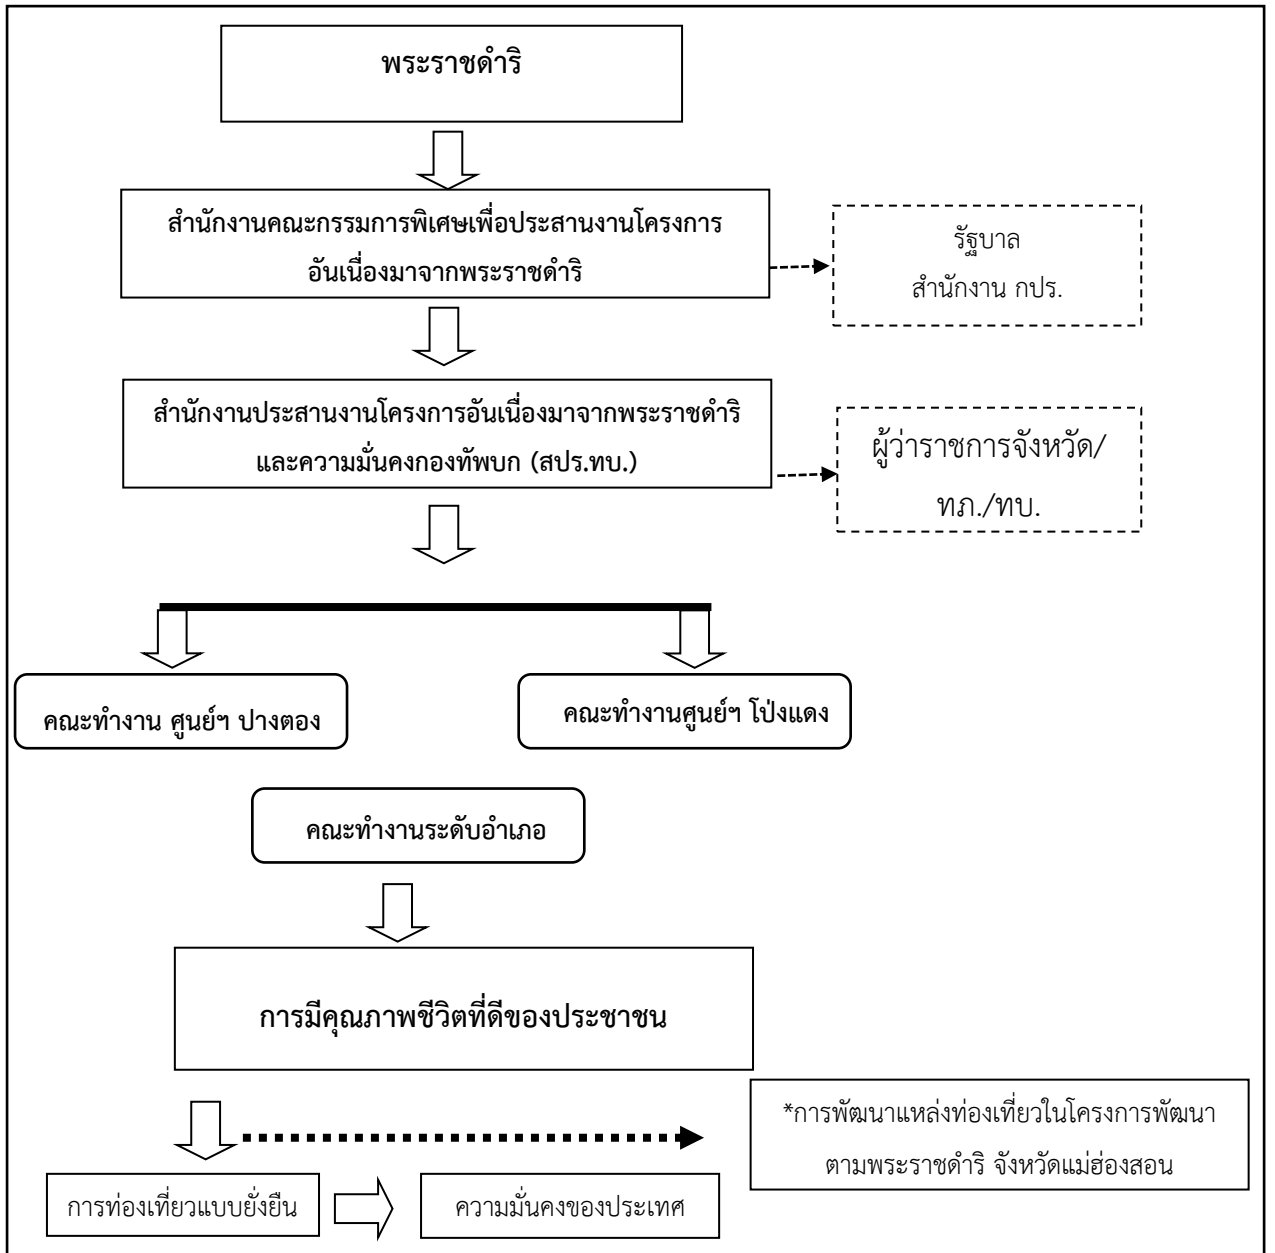 พระราชดำริ
สำนักงานคณะกรรมการพิเศษเพื่อประสานงานโครงการ
อันเนื่องมาจากพระราชดำริ
รัฐบาล
สำนักงาน กปร.
สำนักงานประสานงานโครงการอันเนื่องมาจากพระราชดำริ
และความมั่นคงกองทัพบก (สปร.ทบ.)
ผู้ว่าราชการจังหวัด/
ทภ./ทบ.
คณะทำงาน ศูนย์ฯ ปางตอง
คณะทำงานศูนย์ฯ โป่งแดง
คณะทำงานระดับอำเภอ
การมีคุณภาพชีวิตที่ดีของประชาชน
*การพัฒนาแหล่งท่องเที่ยวในโครงการพัฒนา
ตามพระราชดำริ จังหวัดแม่ฮ่องสอน
การท่องเที่ยวแบบยั่งยืน
ความมั่นคงของประเทศ